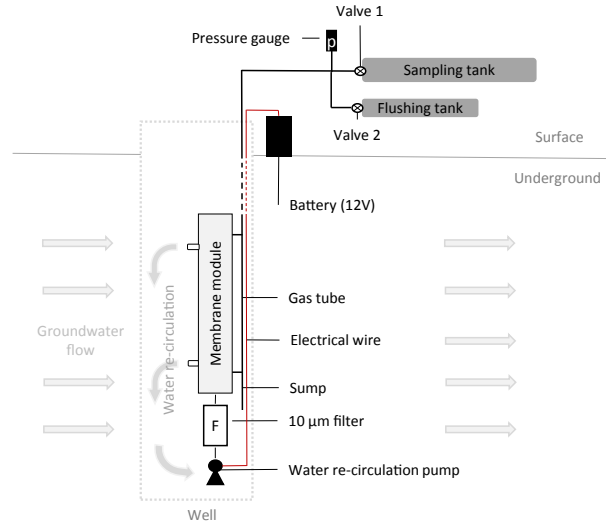 Valve 1
Pressure gauge
p
Sampling tank
Flushing tank
Valve 2
Surface
Underground
Battery (12V)
Membrane module
Water re-circulation
Gas tube
Groundwater
flow
Electrical wire
Sump
F
10 µm filter
Water re-circulation pump
Well